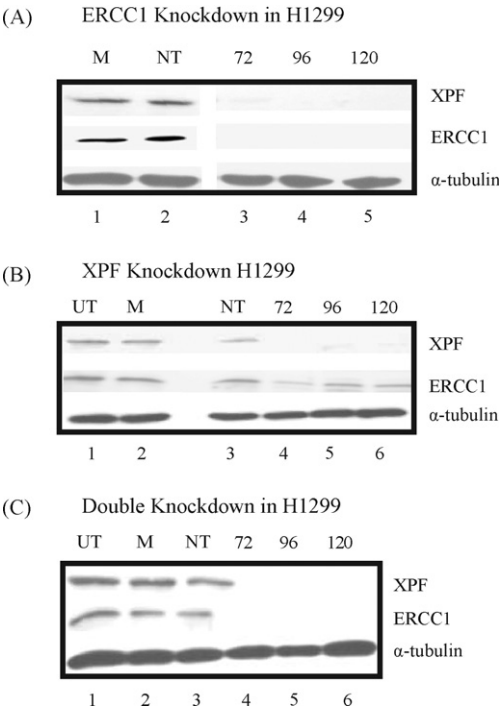 (A) ERCC1 Knockdown in H1299
M NT 72 96 120
XPF
ERCC1
α-tubulin
1 2 3 4 5
(B) XPF Knockdown H1299
UT M NT 72 96 120
XPF
ERCC1
α-tubulin
1 2 3 4 5 6
(C) Double Knockdown in H1299
UT M NT 72 96 120
XPF
ERCC1
α-tubulin
1 2 3 4 5 6